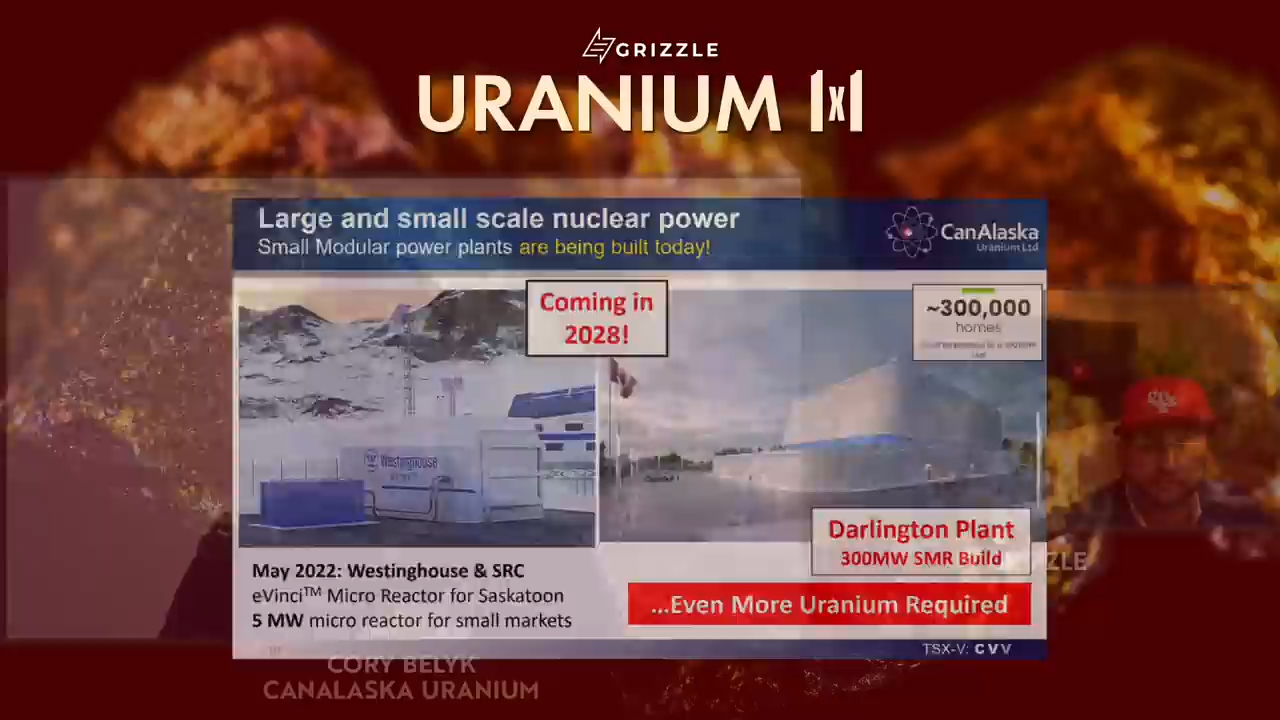 GRIZZLE
URANIUM 1x1
Large and small scale nuclear power
Small Modular power plants are being built today!
CanAlaska
Uranium Ltd
Coming in
2028!
~300,000
homes
Westinghouse
Darlington Plant
300MW SMR Build
May 2022: Westinghouse & SRC
eVinci™ Micro Reactor for Saskatoon
5 MW micro reactor for small markets
...Even More Uranium Required
TSX-V: CVV
CORY BELYK
CANALASKA URANIUM